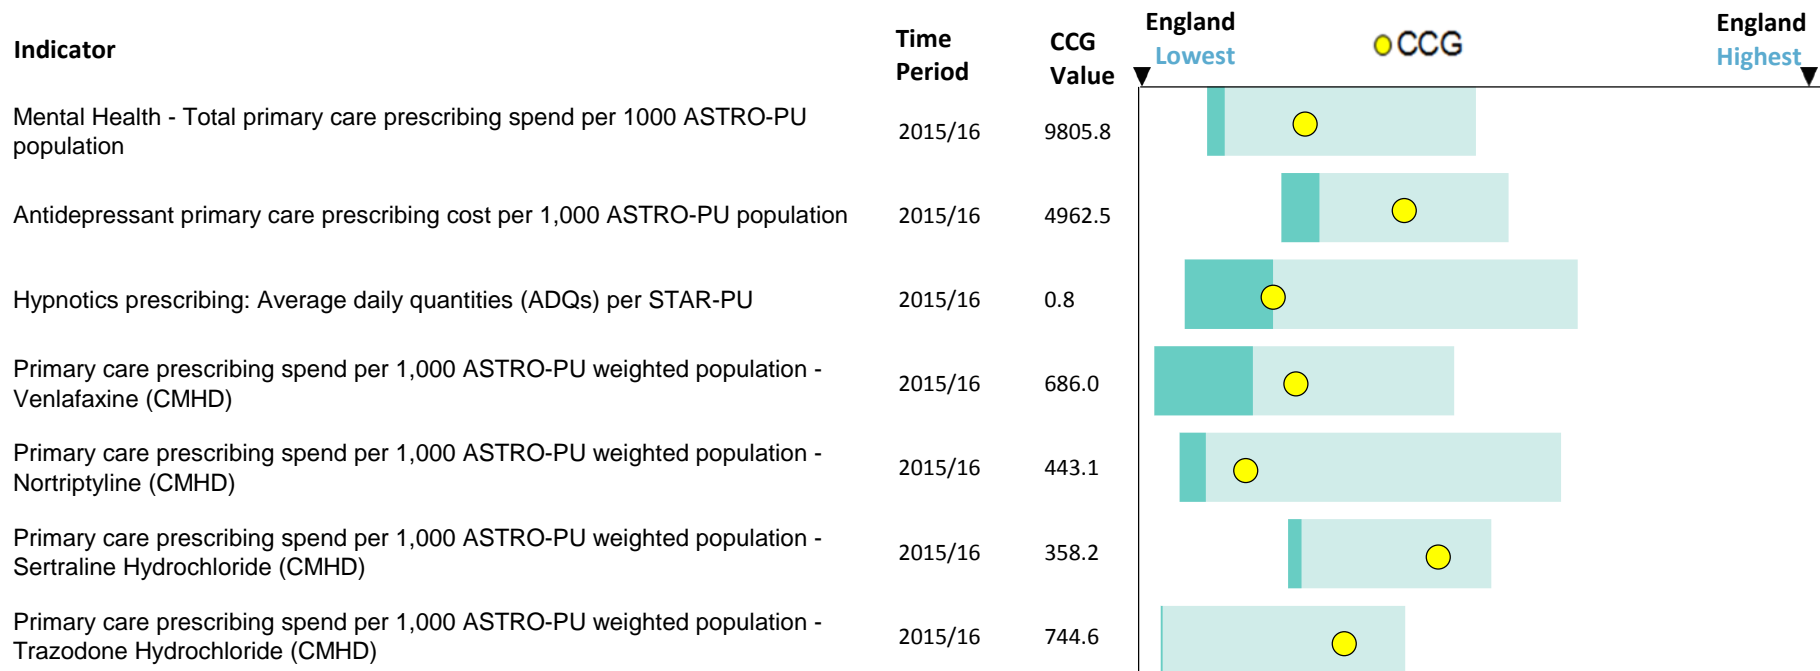 Indicator
Time
Period
CCG
Value
England
Lowest
CCG
England
Highest
Mental Health - Total primary care prescribing spend per 1000 ASTRO-PU
population
2015/16
9805.8
Antidepressant primary care prescribing cost per 1,000 ASTRO-PU population
2015/16
4962.5
Hypnotics prescribing: Average daily quantities (ADQs) per STAR-PU
2015/16
0.8
Primary care prescribing spend per 1,000 ASTRO-PU weighted population -
Venlafaxine (CMHD)
2015/16
686.0
Primary care prescribing spend per 1,000 ASTRO-PU weighted population -
Nortriptyline (CMHD)
2015/16
443.1
Primary care prescribing spend per 1,000 ASTRO-PU weighted population -
Sertraline Hydrochloride (CMHD)
2015/16
358.2
Primary care prescribing spend per 1,000 ASTRO-PU weighted population -
Trazodone Hydrochloride (CMHD)
2015/16
744.6